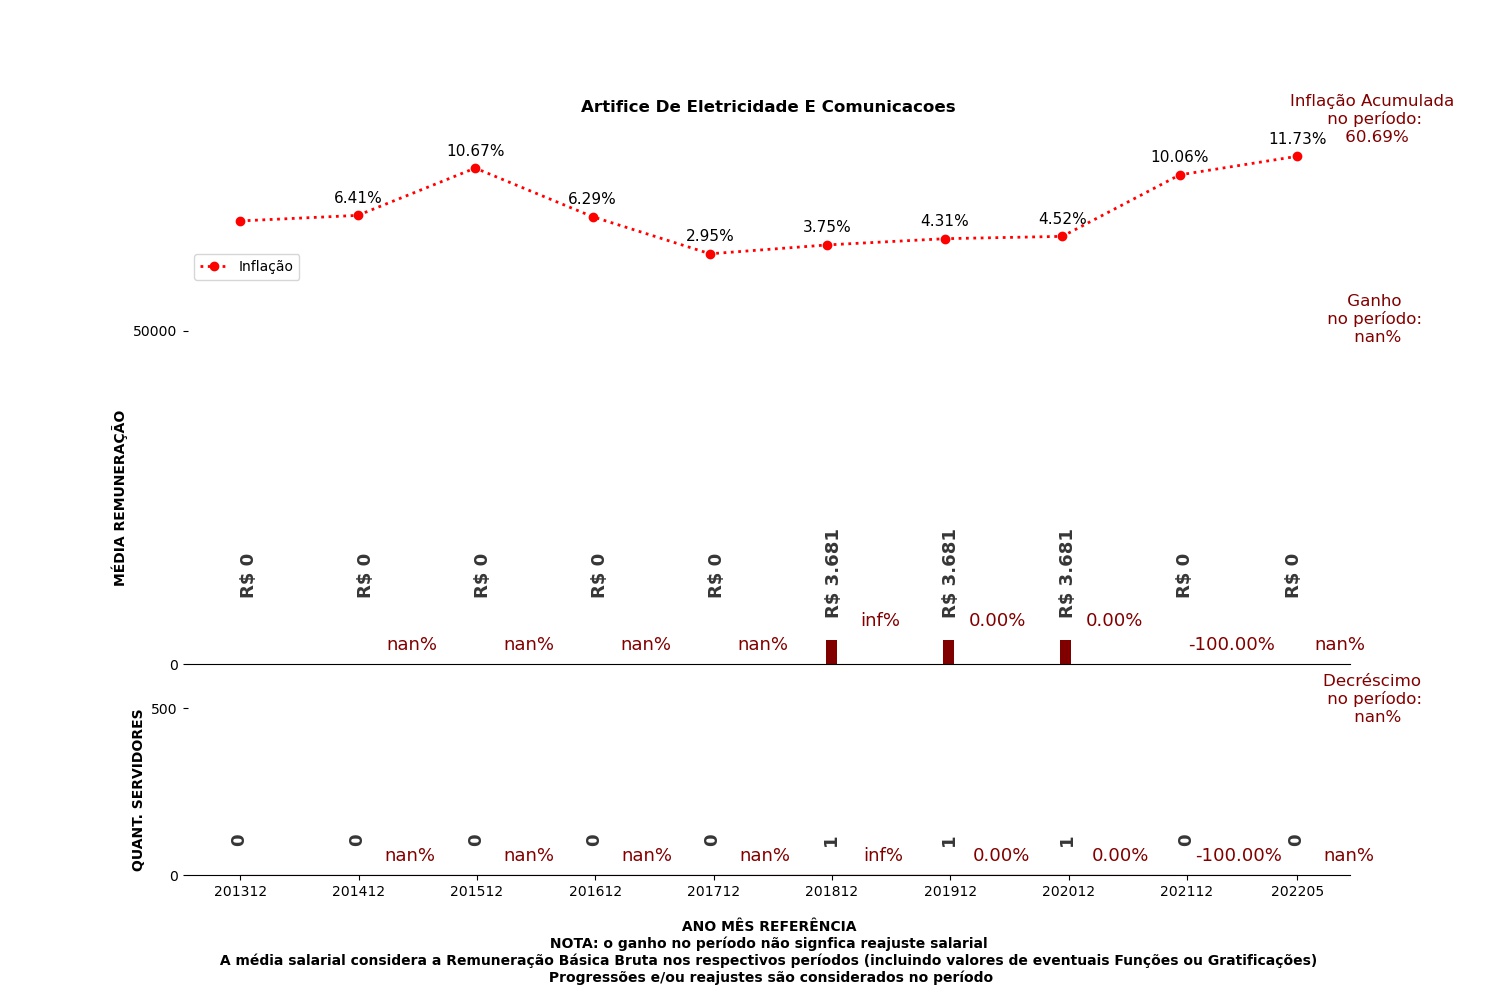 Artifice De Eletricidade E Comunicacoes
Inflação Acumulada
no período:
60.69%
6.41%
10.67%
6.29%
2.95%
3.75%
4.31%
4.52%
10.06%
11.73%
Inflação
Ganho
no período:
nan%
50000
0
MÉDIA REMUNERAÇÃO
R$ 0
R$ 0
R$ 0
R$ 0
R$ 0
R$ 3.681
R$ 3.681
R$ 3.681
R$ 0
R$ 0
nan%
nan%
nan%
nan%
inf%
0.00%
0.00%
-100.00%
nan%
Decréscimo
no período:
nan%
500
0
QUANT. SERVIDORES
0
0
0
0
0
1
1
1
0
0
nan%
nan%
nan%
nan%
inf%
0.00%
0.00%
-100.00%
nan%
201312
201412
201512
201612
201712
201812
201912
202012
202112
202205
ANO MÊS REFERÊNCIA
NOTA: o ganho no período não signfica reajuste salarial
A média salarial considera a Remuneração Básica Bruta nos respectivos períodos (incluindo valores de eventuais Funções ou Gratificações)
Progressões e/ou reajustes são considerados no período